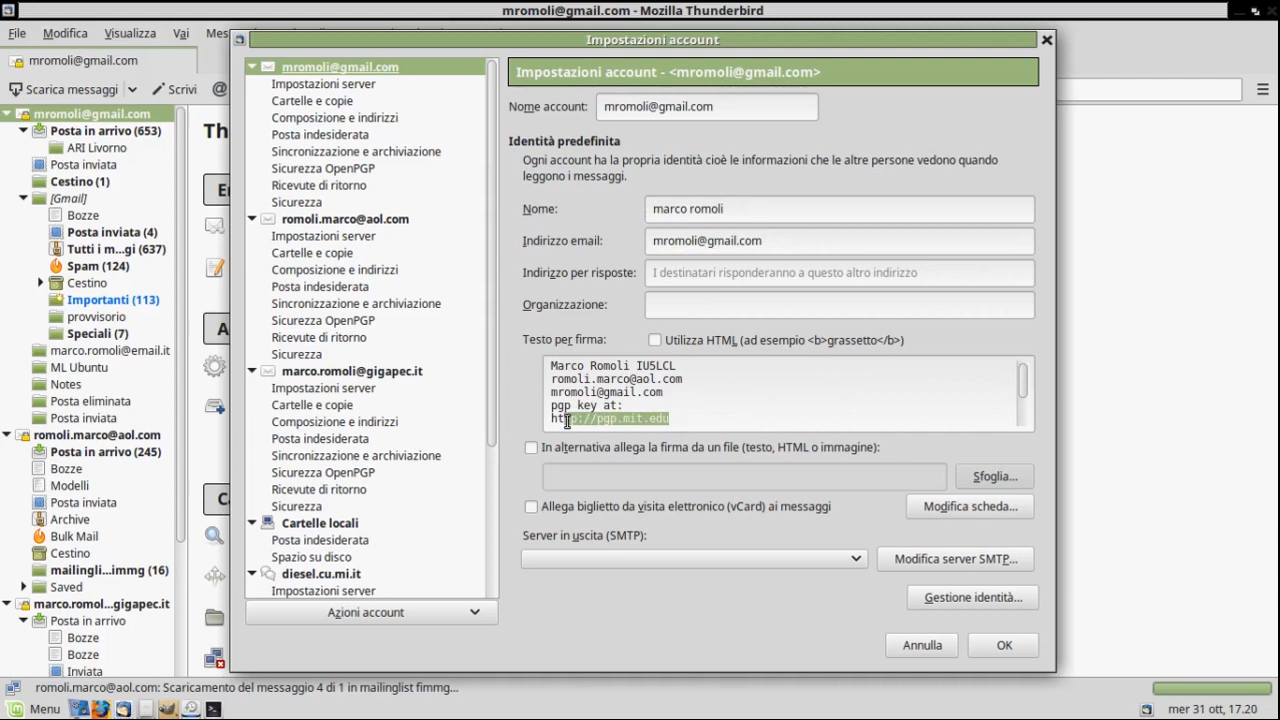 mromoli@gmail.com - Mozilla Thunderbird
File
Modifica
Visualizza
Vai
Mes
mromoli@gmail.com
Scarica messaggi
Scrivi
mromoli@gmail.com
Posta in arrivo (653)
ARI Livorno
Posta inviata
Cestino (1)
[Gmail]
Bozze
Posta inviata (4)
Tutti i m...gi (637)
Spam (124)
Cestino
Importanti (113)
provvisorio
Speciali (7)
marco.romoli@email.it
ML Ubuntu
Notes
Posta eliminata
Posta inviata
romoli.marco@aol.com
Posta in arrivo (245)
Bozze
Modelli
Posta inviata
Archive
Bulk Mail
Cestino
mailingli...immg (16)
Saved
marco.romol...gigapec.it
Posta in arrivo
Bozze
Bozze
Inviata
Th
Impostazioni account
mromoli@gmail.com
Impostazioni server
Cartelle e copie
Composizione e indirizzi
Posta indesiderata
Sincronizzazione e archiviazione
Sicurezza OpenPGP
Ricevute di ritorno
Sicurezza
romoli.marco@aol.com
Impostazioni server
Cartelle e copie
Composizione e indirizzi
Posta indesiderata
Sincronizzazione e archiviazione
Sicurezza OpenPGP
Ricevute di ritorno
Sicurezza
marco.romoli@gigapec.it
Impostazioni server
Cartelle e copie
Composizione e indirizzi
Posta indesiderata
Sincronizzazione e archiviazione
Sicurezza OpenPGP
Ricevute di ritorno
Sicurezza
Cartelle locali
Posta indesiderata
Spazio su disco
diesel.cu.mi.it
Impostazioni server
Azioni account
Impostazioni account - <mromoli@gmail.com>
Nome account: mromoli@gmail.com
Identità predefinita
Ogni account ha la propria identità cioè le informazioni che le altre persone vedono quando
leggono i messaggi.
Nome: marco romoli
Indirizzo email: mromoli@gmail.com
Indirizzo per risposte: I destinatari risponderanno a questo altro indirizzo
Organizzazione:
Testo per firma: Utilizza HTML (ad esempio <b>grassetto</b>)
Marco Romoli IU5LCL
romoli.marco@aol.com
mromoli@gmail.com
pgp key at:
http://pgp.mit.edu
In alternativa allega la firma da un file (testo, HTML o immagine):
Sfoglia...
Allega biglietto da visita elettronico (vCard) ai messaggi
Modifica scheda...
Server in uscita (SMTP):
Modifica server SMTP...
Gestione identità...
Annulla
OK
romoli.marco@aol.com: Scaricamento del messaggio 4 di 1 in mailinglist fimmg...
Menu
mer 31 ott, 17.20